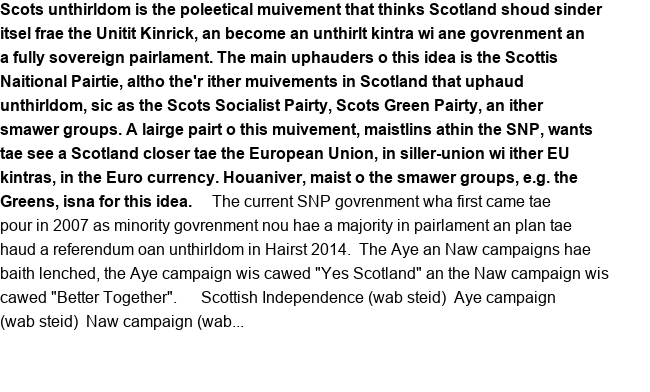 Scots unthirldom is the poleetical muivement that thinks Scotland shoud sinder
itsel frae the Unitit Kinrick, an become an unthirlt kintra wi ane govrenment an
a fully sovereign pairlament. The main uphauders o this idea is the Scottis
Naitional Pairtie, altho the'r ither muivements in Scotland that uphaud
unthirldom, sic as the Scots Socialist Pairty, Scots Green Pairty, an ither
smawer groups. A lairge pairt o this muivement, maistlins athin the SNP, wants
tae see a Scotland closer tae the European Union, in siller-union wi ither EU
kintras, in the Euro currency. Houaniver, maist o the smawer groups, e.g. the
Greens, isna for this idea. The current SNP govrenment wha first came tae
pour in 2007 as minority govrenment nou hae a majority in pairlament an plan tae
haud a referendum oan unthirldom in Hairst 2014. The Aye an Naw campaigns hae
baith lenched, the Aye campaign wis cawed "Yes Scotland" an the Naw campaign wis
cawed "Better Together". Scottish Independence (wab steid) Aye campaign
(wab steid) Naw campaign (wab...